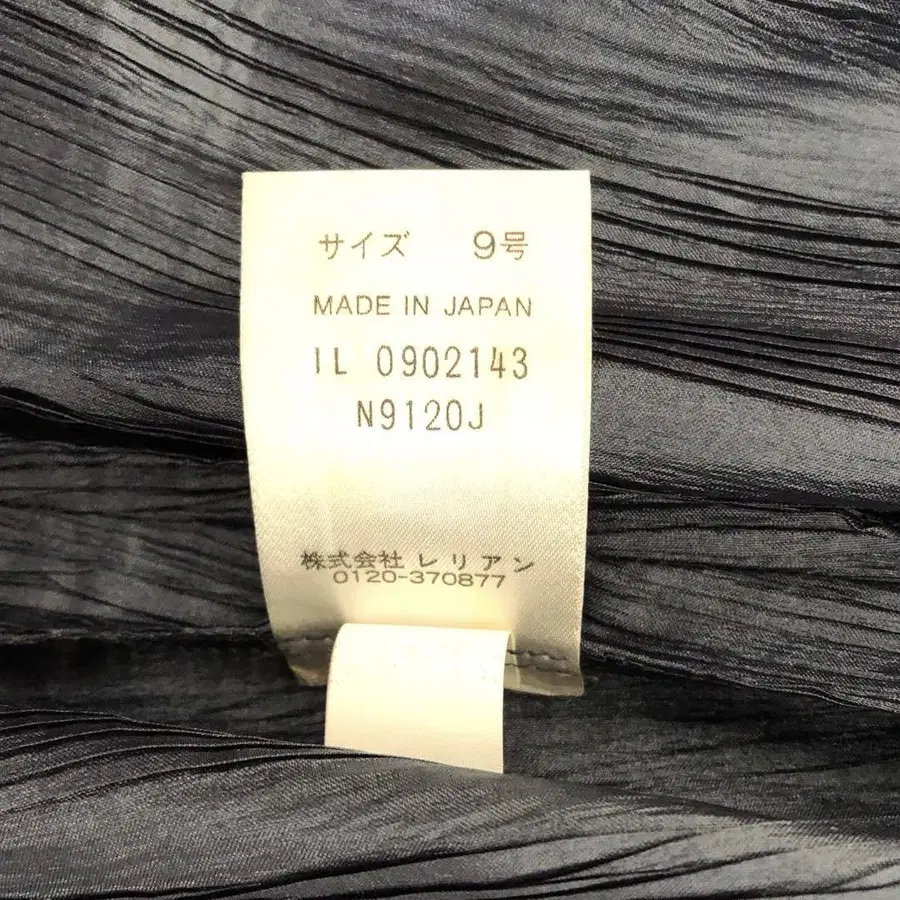 サイズ 9号
MADE IN JAPAN
IL 0902143
N9120J
株式会社 レリアン
0120-370877